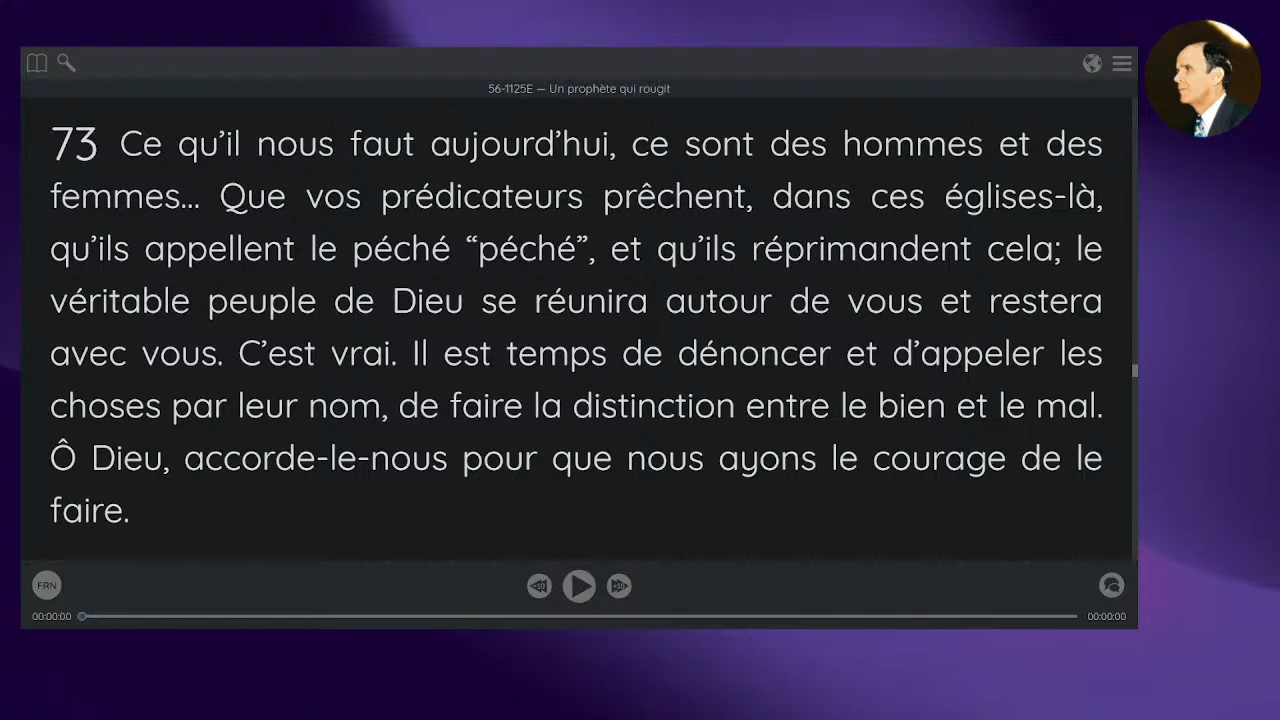 56-1125E — Un prophète qui rougit
73 Ce qu’il nous faut aujourd’hui, ce sont des hommes et des
femmes... Que vos prédicateurs prêchent, dans ces églises-là,
qu’ils appellent le péché “péché”, et qu’ils réprimandent cela; le
véritable peuple de Dieu se réunira autour de vous et restera
avec vous. C’est vrai. Il est temps de dénoncer et d’appeler les
choses par leur nom, de faire la distinction entre le bien et le mal.
Ô Dieu, accorde-le-nous pour que nous ayons le courage de le
faire.
FRN
00:00:00
00:00:00